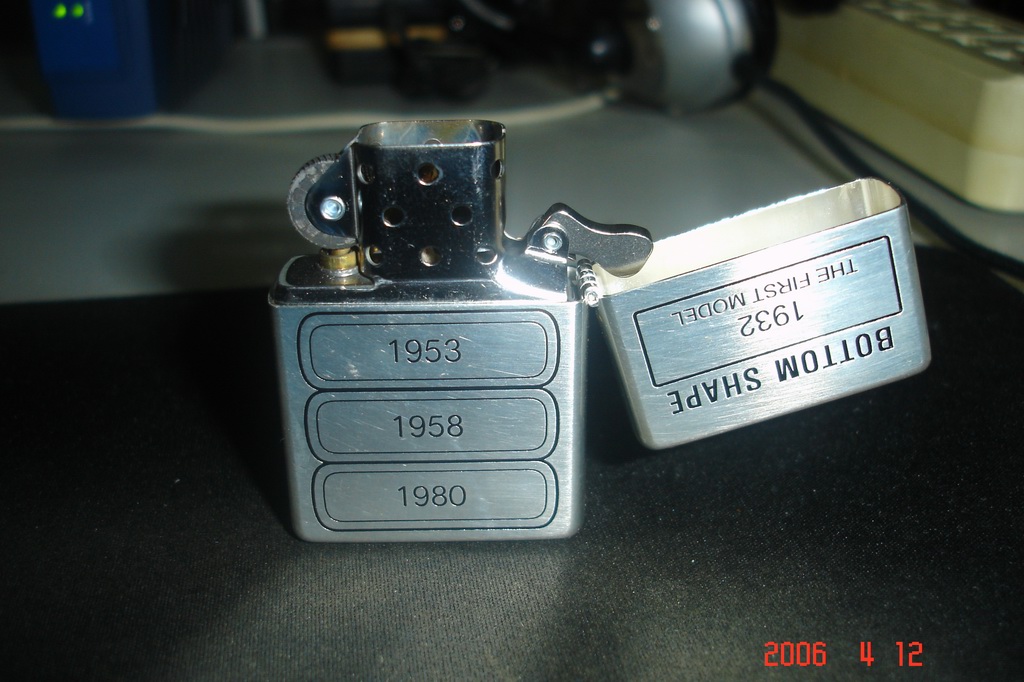 BOTTOM SHAPE
1932
THE FIRST MODEL
1953
1958
1980
2006 4 12